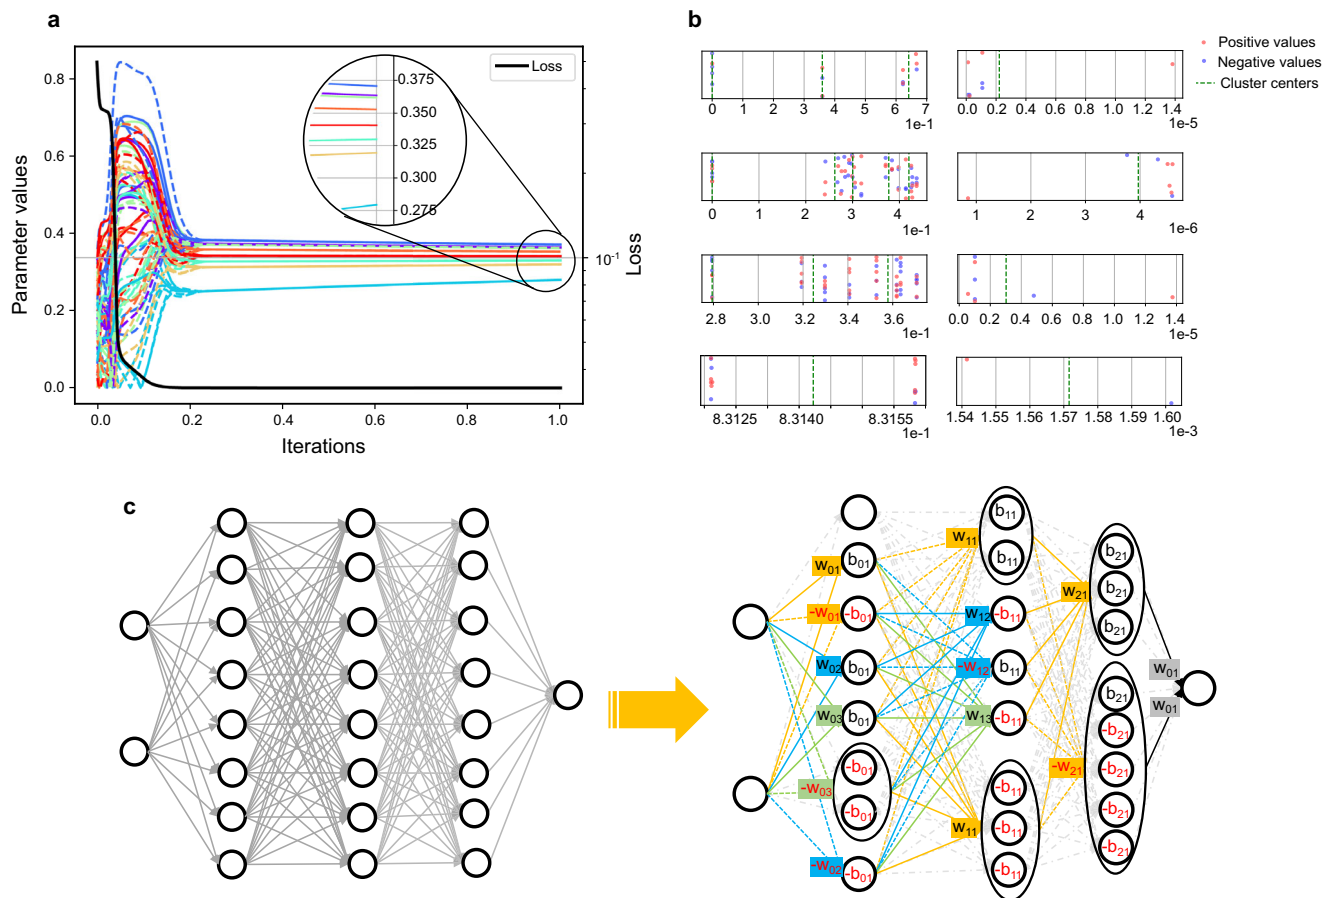 a
Loss
0.8
0.6
0.4
0.2
0.0
Parameter values
0.0
0.2
0.4
0.6
0.8
1.0
Iterations
10⁻¹
Loss
0.375
0.350
0.325
0.300
0.275
b
Positive values
Negative values
Cluster centers
0 1 2 3 4 5 6 7
1e-1
0.0 0.2 0.4 0.6 0.8 1.0 1.2 1.4
1e-5
0 1 2 3 4
1e-1
1 2 3 4
1e-6
2.8 3.0 3.2 3.4 3.6
1e-1
0.0 0.2 0.4 0.6 0.8 1.0 1.2 1.4
1e-5
8.3125 8.3140 8.3155
1e-1
1.54 1.55 1.56 1.57 1.58 1.59 1.60
1e-3
c
w₀₁
-w₀₁
w₀₂
w₀₃
-w₀₃
-w₀₂
b₀₁
-b₀₁
b₀₁
b₀₁
-b₀₁
-b₀₁
-b₀₁
w₁₁
w₁₂
-w₁₂
w₁₃
w₁₁
b₁₁
b₁₁
-b₁₁
b₁₁
-b₁₁
-b₁₁
-b₁₁
-b₁₁
w₂₁
-w₂₁
b₂₁
b₂₁
b₂₁
b₂₁
-b₂₁
-b₂₁
-b₂₁
-b₂₁
w₀₁
w₀₁